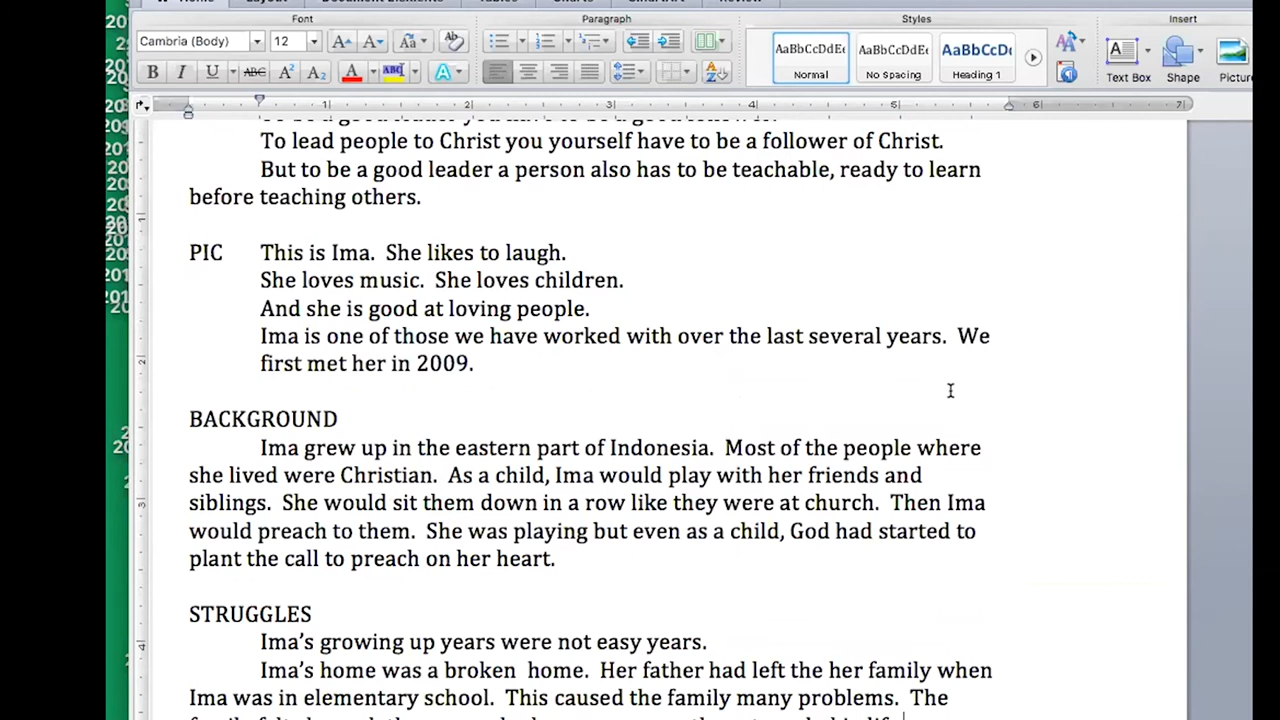 Home Layout Document Elements Tables Charts SmartArt Review
Font Paragraph Styles Insert
Cambria (Body) 12
AaBbCcDdEe AaBbCcDdEe AaBbCcDc
Normal No Spacing Heading 1
Text Box Shape Picture
To lead people to Christ you yourself have to be a follower of Christ.
But to be a good leader a person also has to be teachable, ready to learn
before teaching others.
PIC This is Ima. She likes to laugh.
She loves music. She loves children.
And she is good at loving people.
Ima is one of those we have worked with over the last several years. We
first met her in 2009.
BACKGROUND
Ima grew up in the eastern part of Indonesia. Most of the people where
she lived were Christian. As a child, Ima would play with her friends and
siblings. She would sit them down in a row like they were at church. Then Ima
would preach to them. She was playing but even as a child, God had started to
plant the call to preach on her heart.
STRUGGLES
Ima's growing up years were not easy years.
Ima's home was a broken home. Her father had left the her family when
Ima was in elementary school. This caused the family many problems. The